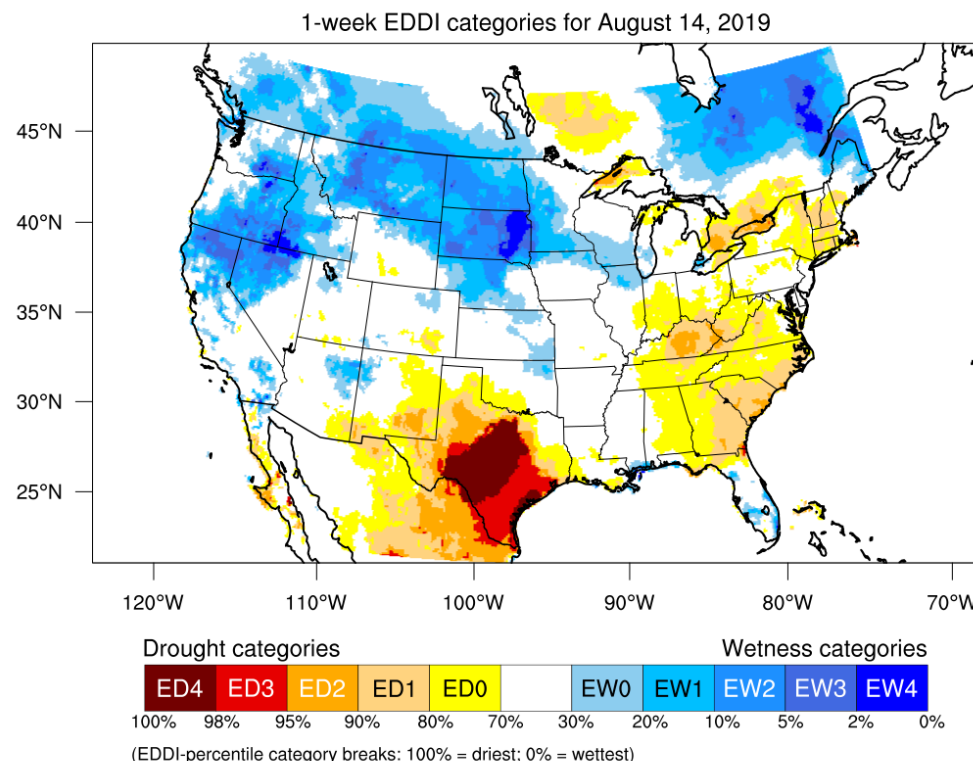 1-week EDDI categories for August 14, 2019
45°N
40°N
35°N
30°N
25°N
120°W 110°W 100°W 90°W 80°W 70°W
Drought categories Wetness categories
ED4 ED3 ED2 ED1 ED0 EW0 EW1 EW2 EW3 EW4
100% 98% 95% 90% 80% 70% 30% 20% 10% 5% 2% 0%
(EDDI-percentile category breaks: 100% = driest; 0% = wettest)